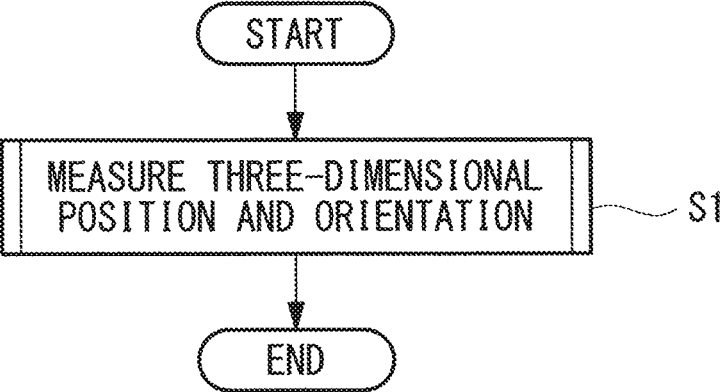 START
MEASURE THREE-DIMENSIONAL
POSITION AND ORIENTATION
S1
END